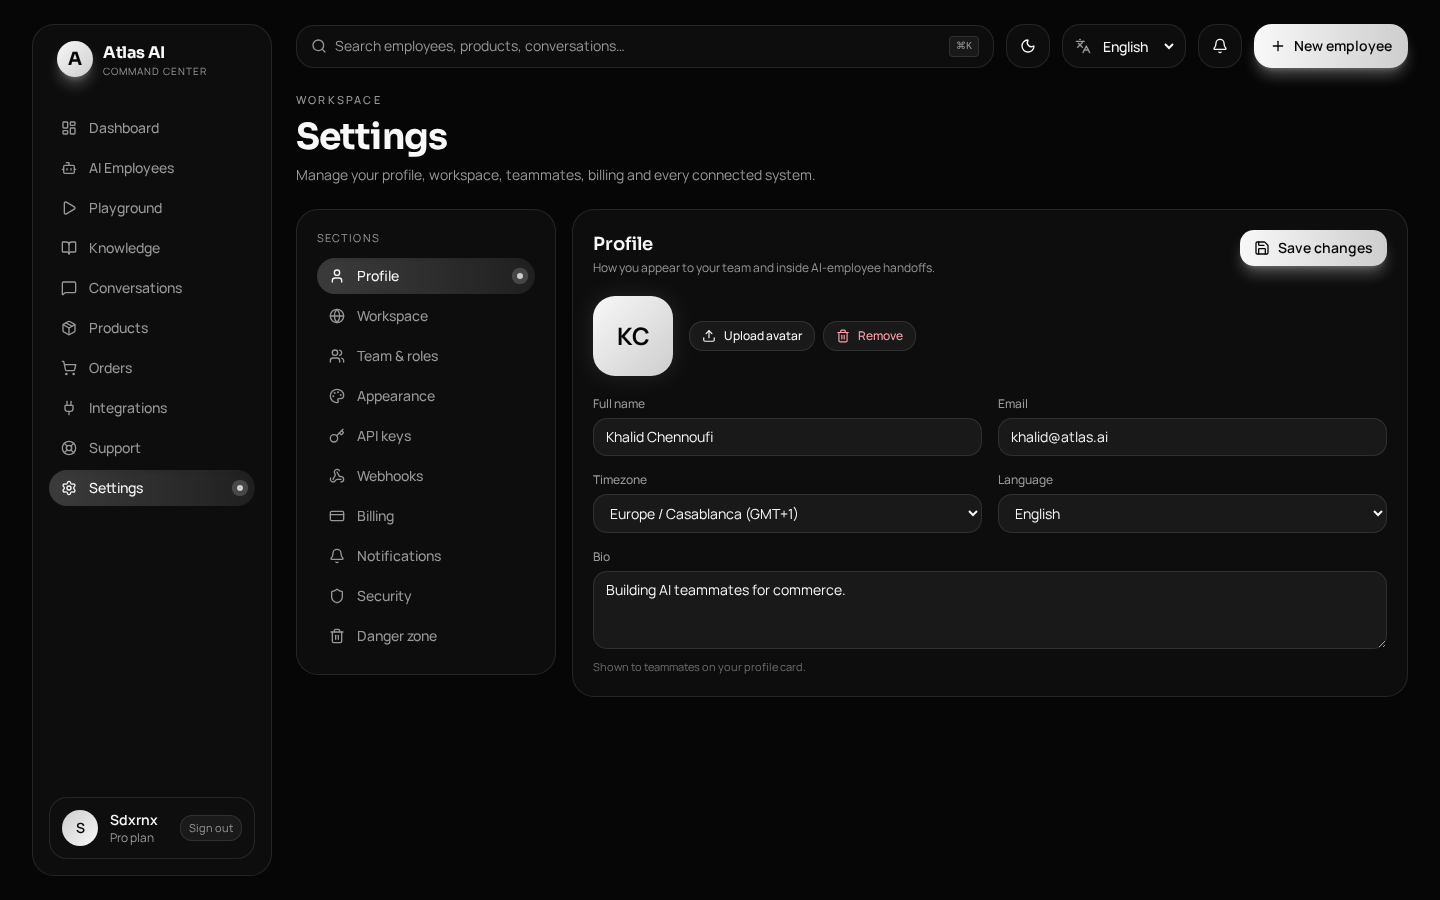 A
Atlas AI
COMMAND CENTER
Dashboard
AI Employees
Playground
Knowledge
Conversations
Products
Orders
Integrations
Support
Settings
S
Sdxrnx
Pro plan
Sign out
Search employees, products, conversations...
⌘K
English
New employee
WORKSPACE
Settings
Manage your profile, workspace, teammates, billing and every connected system.
SECTIONS
Profile
Workspace
Team & roles
Appearance
API keys
Webhooks
Billing
Notifications
Security
Danger zone
Profile
How you appear to your team and inside AI-employee handoffs.
Save changes
KC
Upload avatar
Remove
Full name
Email
Khalid Chennoufi
khalid@atlas.ai
Timezone
Language
Europe / Casablanca (GMT+1)
English
Bio
Building AI teammates for commerce.
Shown to teammates on your profile card.